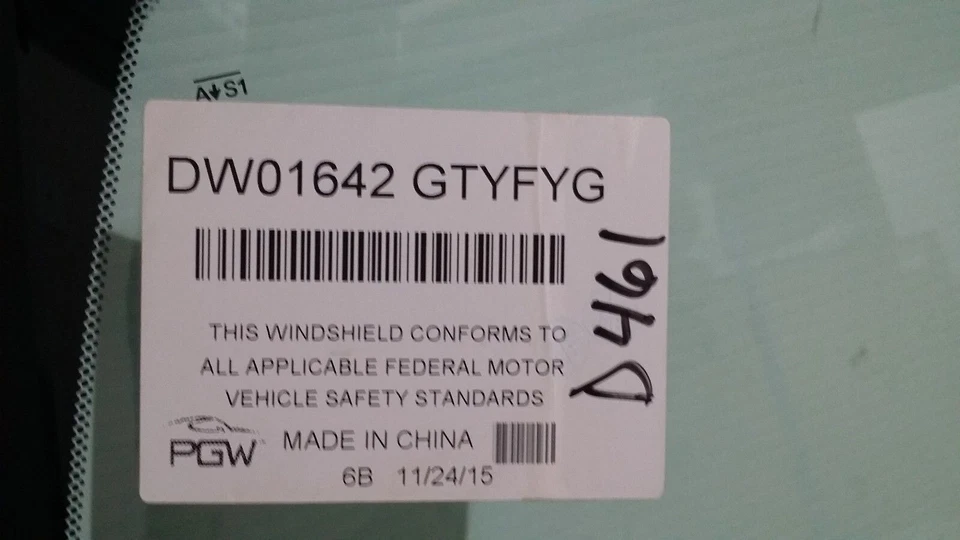 A↓S1
DW01642 GTYFYG
D461
THIS WINDSHIELD CONFORMS TO
ALL APPLICABLE FEDERAL MOTOR
VEHICLE SAFETY STANDARDS
PGW MADE IN CHINA
6B 11/24/15